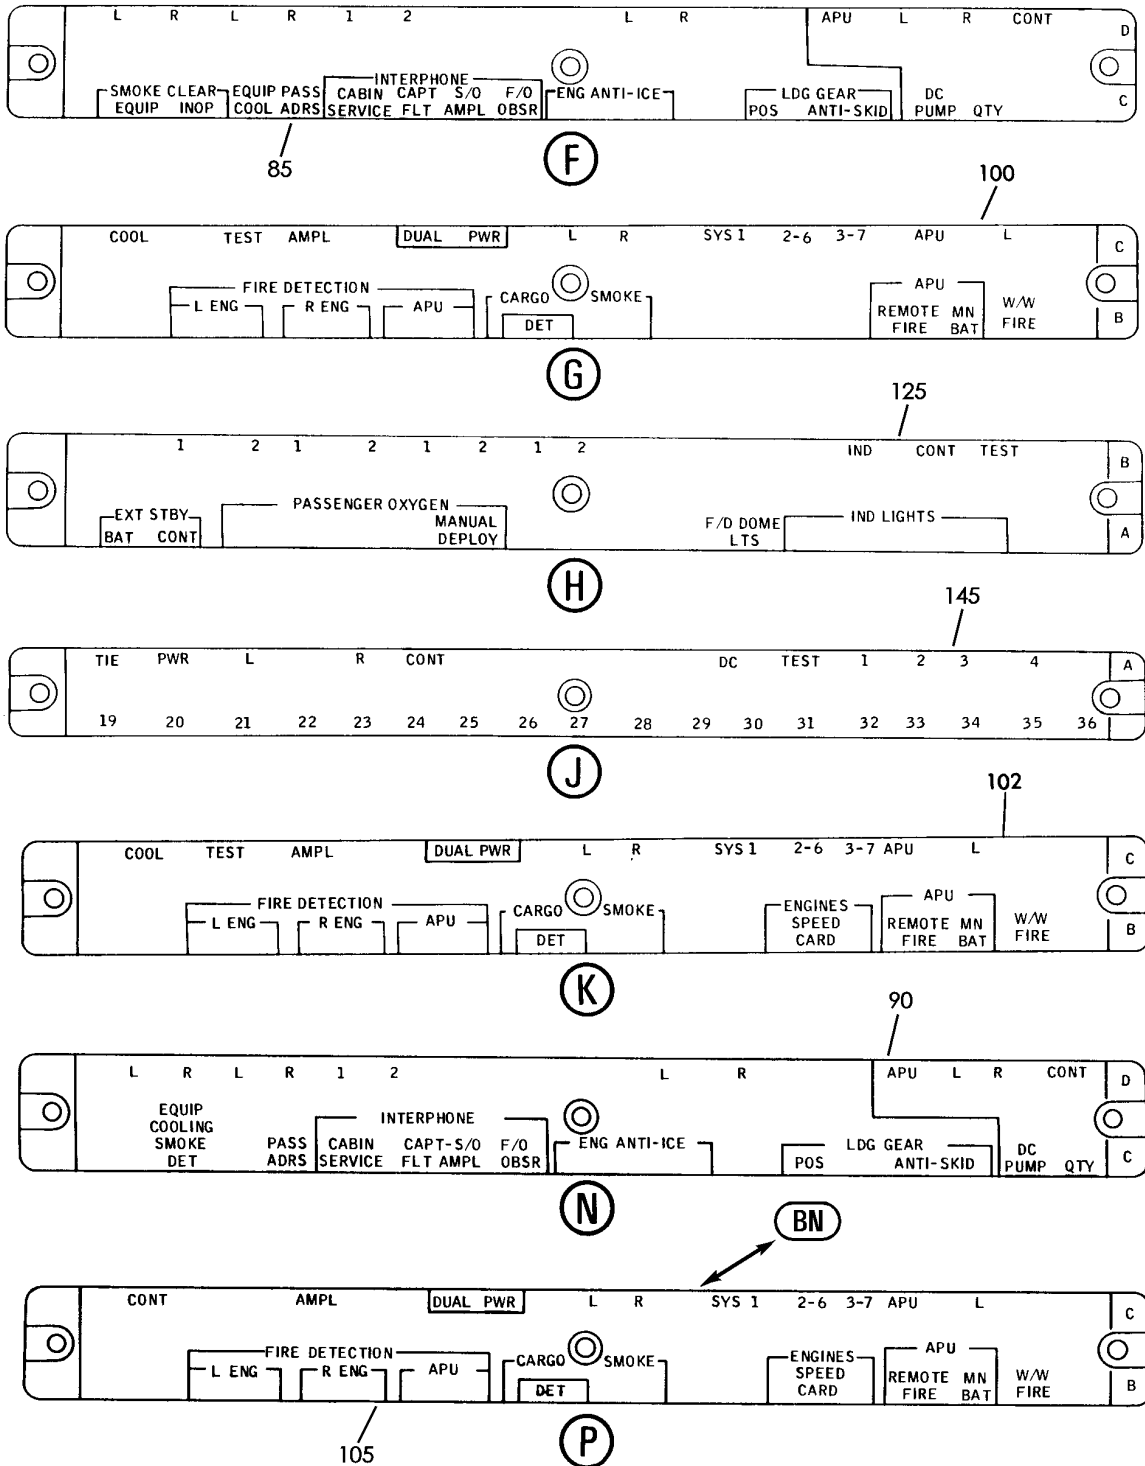 L R L R 1 2 L R APU L R CONT
D
SMOKE CLEAR EQUIP PASS INTERPHONE ENG ANTI-ICE LDG GEAR DC
EQUIP INOP COOL ADRS CABIN CAPT S/O F/O POS ANTI-SKID PUMP QTY C
SERVICE FLT AMPL OBSR
85
F
100
COOL TEST AMPL DUAL PWR L R SYS 1 2-6 3-7 APU L C
FIRE DETECTION CARGO SMOKE APU
L ENG R ENG APU DET REMOTE MN W/W B
FIRE BAT FIRE
G
125
1 2 1 2 1 2 1 2 IND CONT TEST B
EXT STBY PASSENGER OXYGEN F/D DOME IND LIGHTS
BAT CONT MANUAL LTS A
DEPLOY
H
145
TIE PWR L R CONT DC TEST 1 2 3 4 A
19 20 21 22 23 24 25 26 27 28 29 30 31 32 33 34 35 36
J
102
COOL TEST AMPL DUAL PWR L R SYS 1 2-6 3-7 APU L C
FIRE DETECTION CARGO SMOKE ENGINES APU
L ENG R ENG APU DET SPEED REMOTE MN W/W B
CARD FIRE BAT FIRE
K
90
L R L R 1 2 L R APU L R CONT D
EQUIP INTERPHONE
COOLING
SMOKE PASS CABIN CAPT-S/O F/O ENG ANTI-ICE LDG GEAR DC
DET ADRS SERVICE FLT AMPL OBSR POS ANTI-SKID PUMP QTY C
N
BN
CONT AMPL DUAL PWR L R SYS 1 2-6 3-7 APU L C
FIRE DETECTION CARGO SMOKE ENGINES APU
L ENG R ENG APU DET SPEED REMOTE MN W/W B
CARD FIRE BAT FIRE
105
P